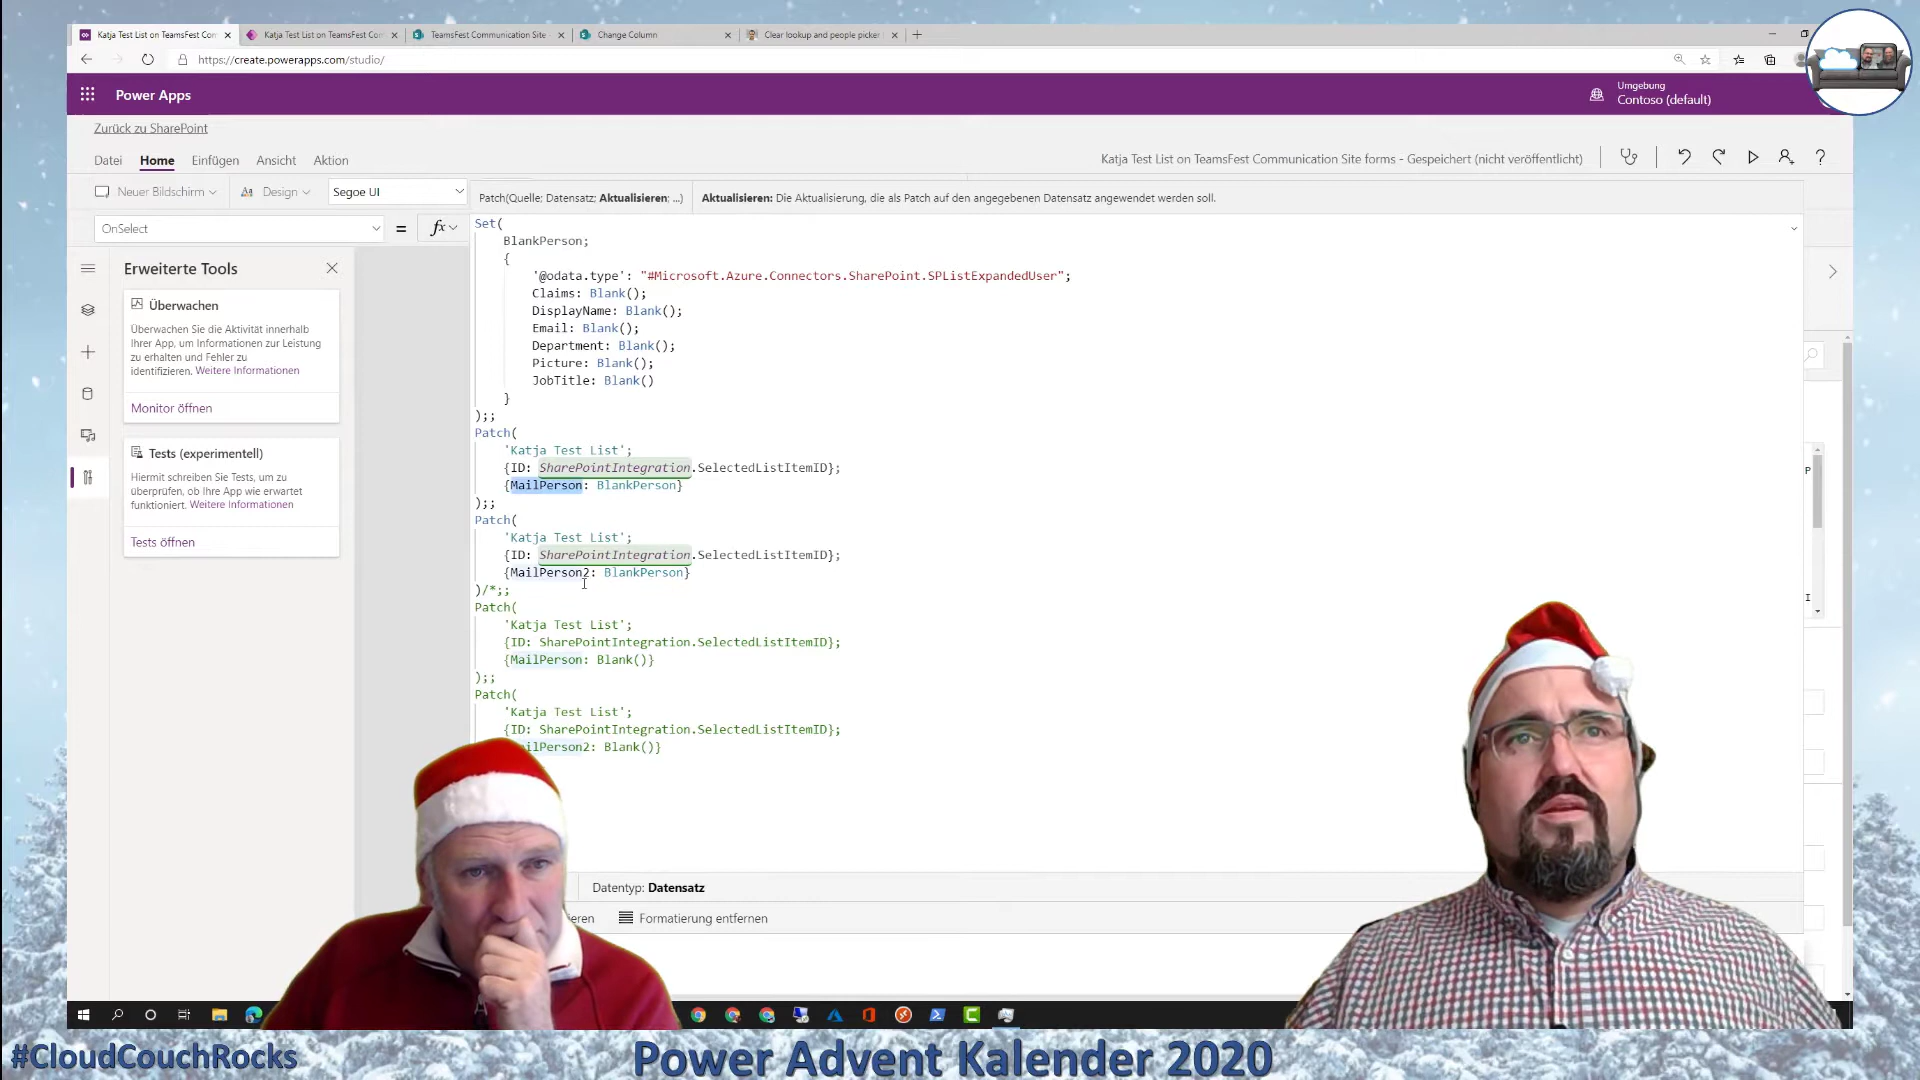 Katja Test List on TeamsFest Com
Katja Test List on TeamsFest Com
TeamsFest Communication Site -
Change Column
Clear lookup and people picker
https://create.powerapps.com/studio/
Power Apps
Umgebung
Contoso (default)
Zurück zu SharePoint
Datei Home Einfügen Ansicht Aktion
Katja Test List on TeamsFest Communication Site forms - Gespeichert (nicht veröffentlicht)
Neuer Bildschirm
Design
Segoe UI
Patch(Quelle; Datensatz; Aktualisieren; ...)
Aktualisieren: Die Aktualisierung, die als Patch auf den angegebenen Datensatz angewendet werden soll.
OnSelect
=
fx
Erweiterte Tools
Überwachen
Überwachen Sie die Aktivität innerhalb
Ihrer App, um Informationen zur Leistung
zu erhalten und Fehler zu
identifizieren. Weitere Informationen
Monitor öffnen
Tests (experimentell)
Hiermit schreiben Sie Tests, um zu
überprüfen, ob Ihre App wie erwartet
funktioniert. Weitere Informationen
Tests öffnen
Set(
BlankPerson;
{
'@odata.type': "#Microsoft.Azure.Connectors.SharePoint.SPListExpandedUser";
Claims: Blank();
DisplayName: Blank();
Email: Blank();
Department: Blank();
Picture: Blank();
JobTitle: Blank()
}
);;
Patch(
'Katja Test List';
{ID: SharePointIntegration.SelectedListItemID};
{MailPerson: BlankPerson}
);;
Patch(
'Katja Test List';
{ID: SharePointIntegration.SelectedListItemID};
{MailPerson2: BlankPerson}
)/*;;
Patch(
'Katja Test List';
{ID: SharePointIntegration.SelectedListItemID};
{MailPerson: Blank()}
);;
Patch(
'Katja Test List';
{ID: SharePointIntegration.SelectedListItemID};
ilPerson2: Blank()}
Datentyp: Datensatz
ieren
Formatierung entfernen
P
I
#CloudCouchRocks
Power Advent Kalender 2020